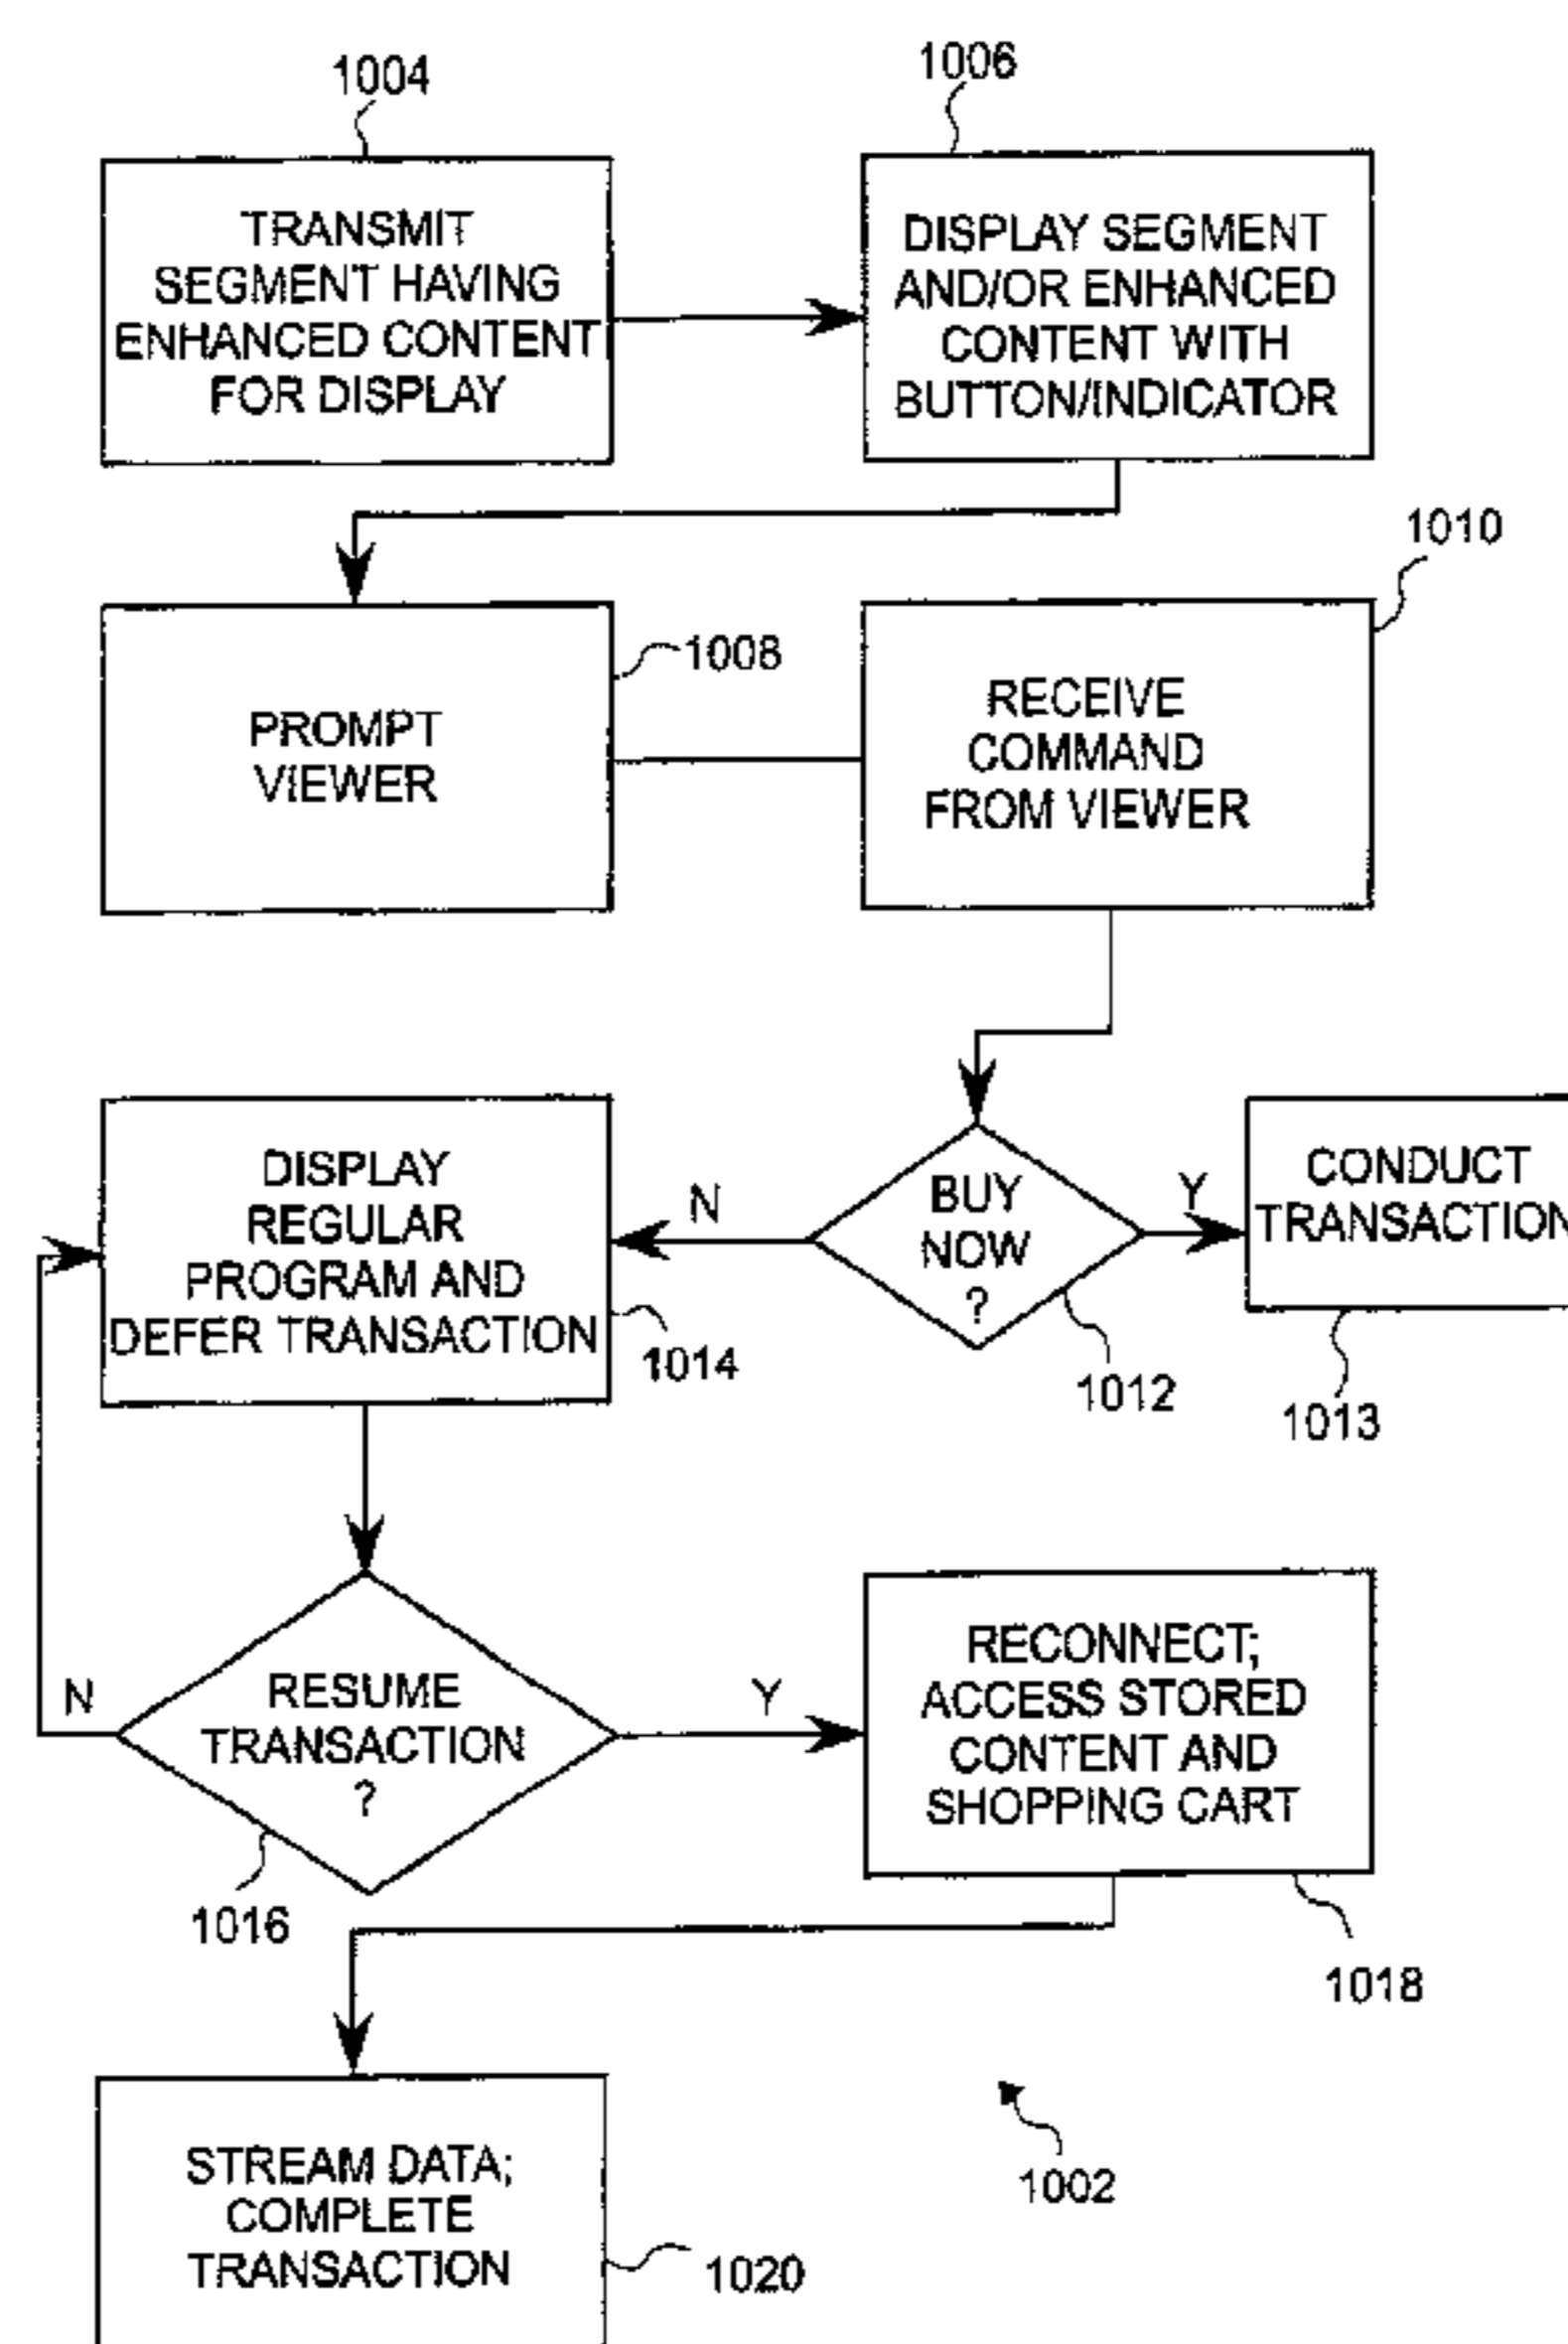 1004
TRANSMIT
SEGMENT HAVING
ENHANCED CONTENT
FOR DISPLAY
1006
DISPLAY SEGMENT
AND/OR ENHANCED
CONTENT WITH
BUTTON/INDICATOR
PROMPT
VIEWER
1008
1010
RECEIVE
COMMAND
FROM VIEWER
BUY
NOW
?
1012
Y
CONDUCT
TRANSACTION
1013
N
DISPLAY
REGULAR
PROGRAM AND
DEFER TRANSACTION
1014
RESUME
TRANSACTION
?
1016
N
Y
RECONNECT;
ACCESS STORED
CONTENT AND
SHOPPING CART
1018
STREAM DATA;
COMPLETE
TRANSACTION
1020
1002